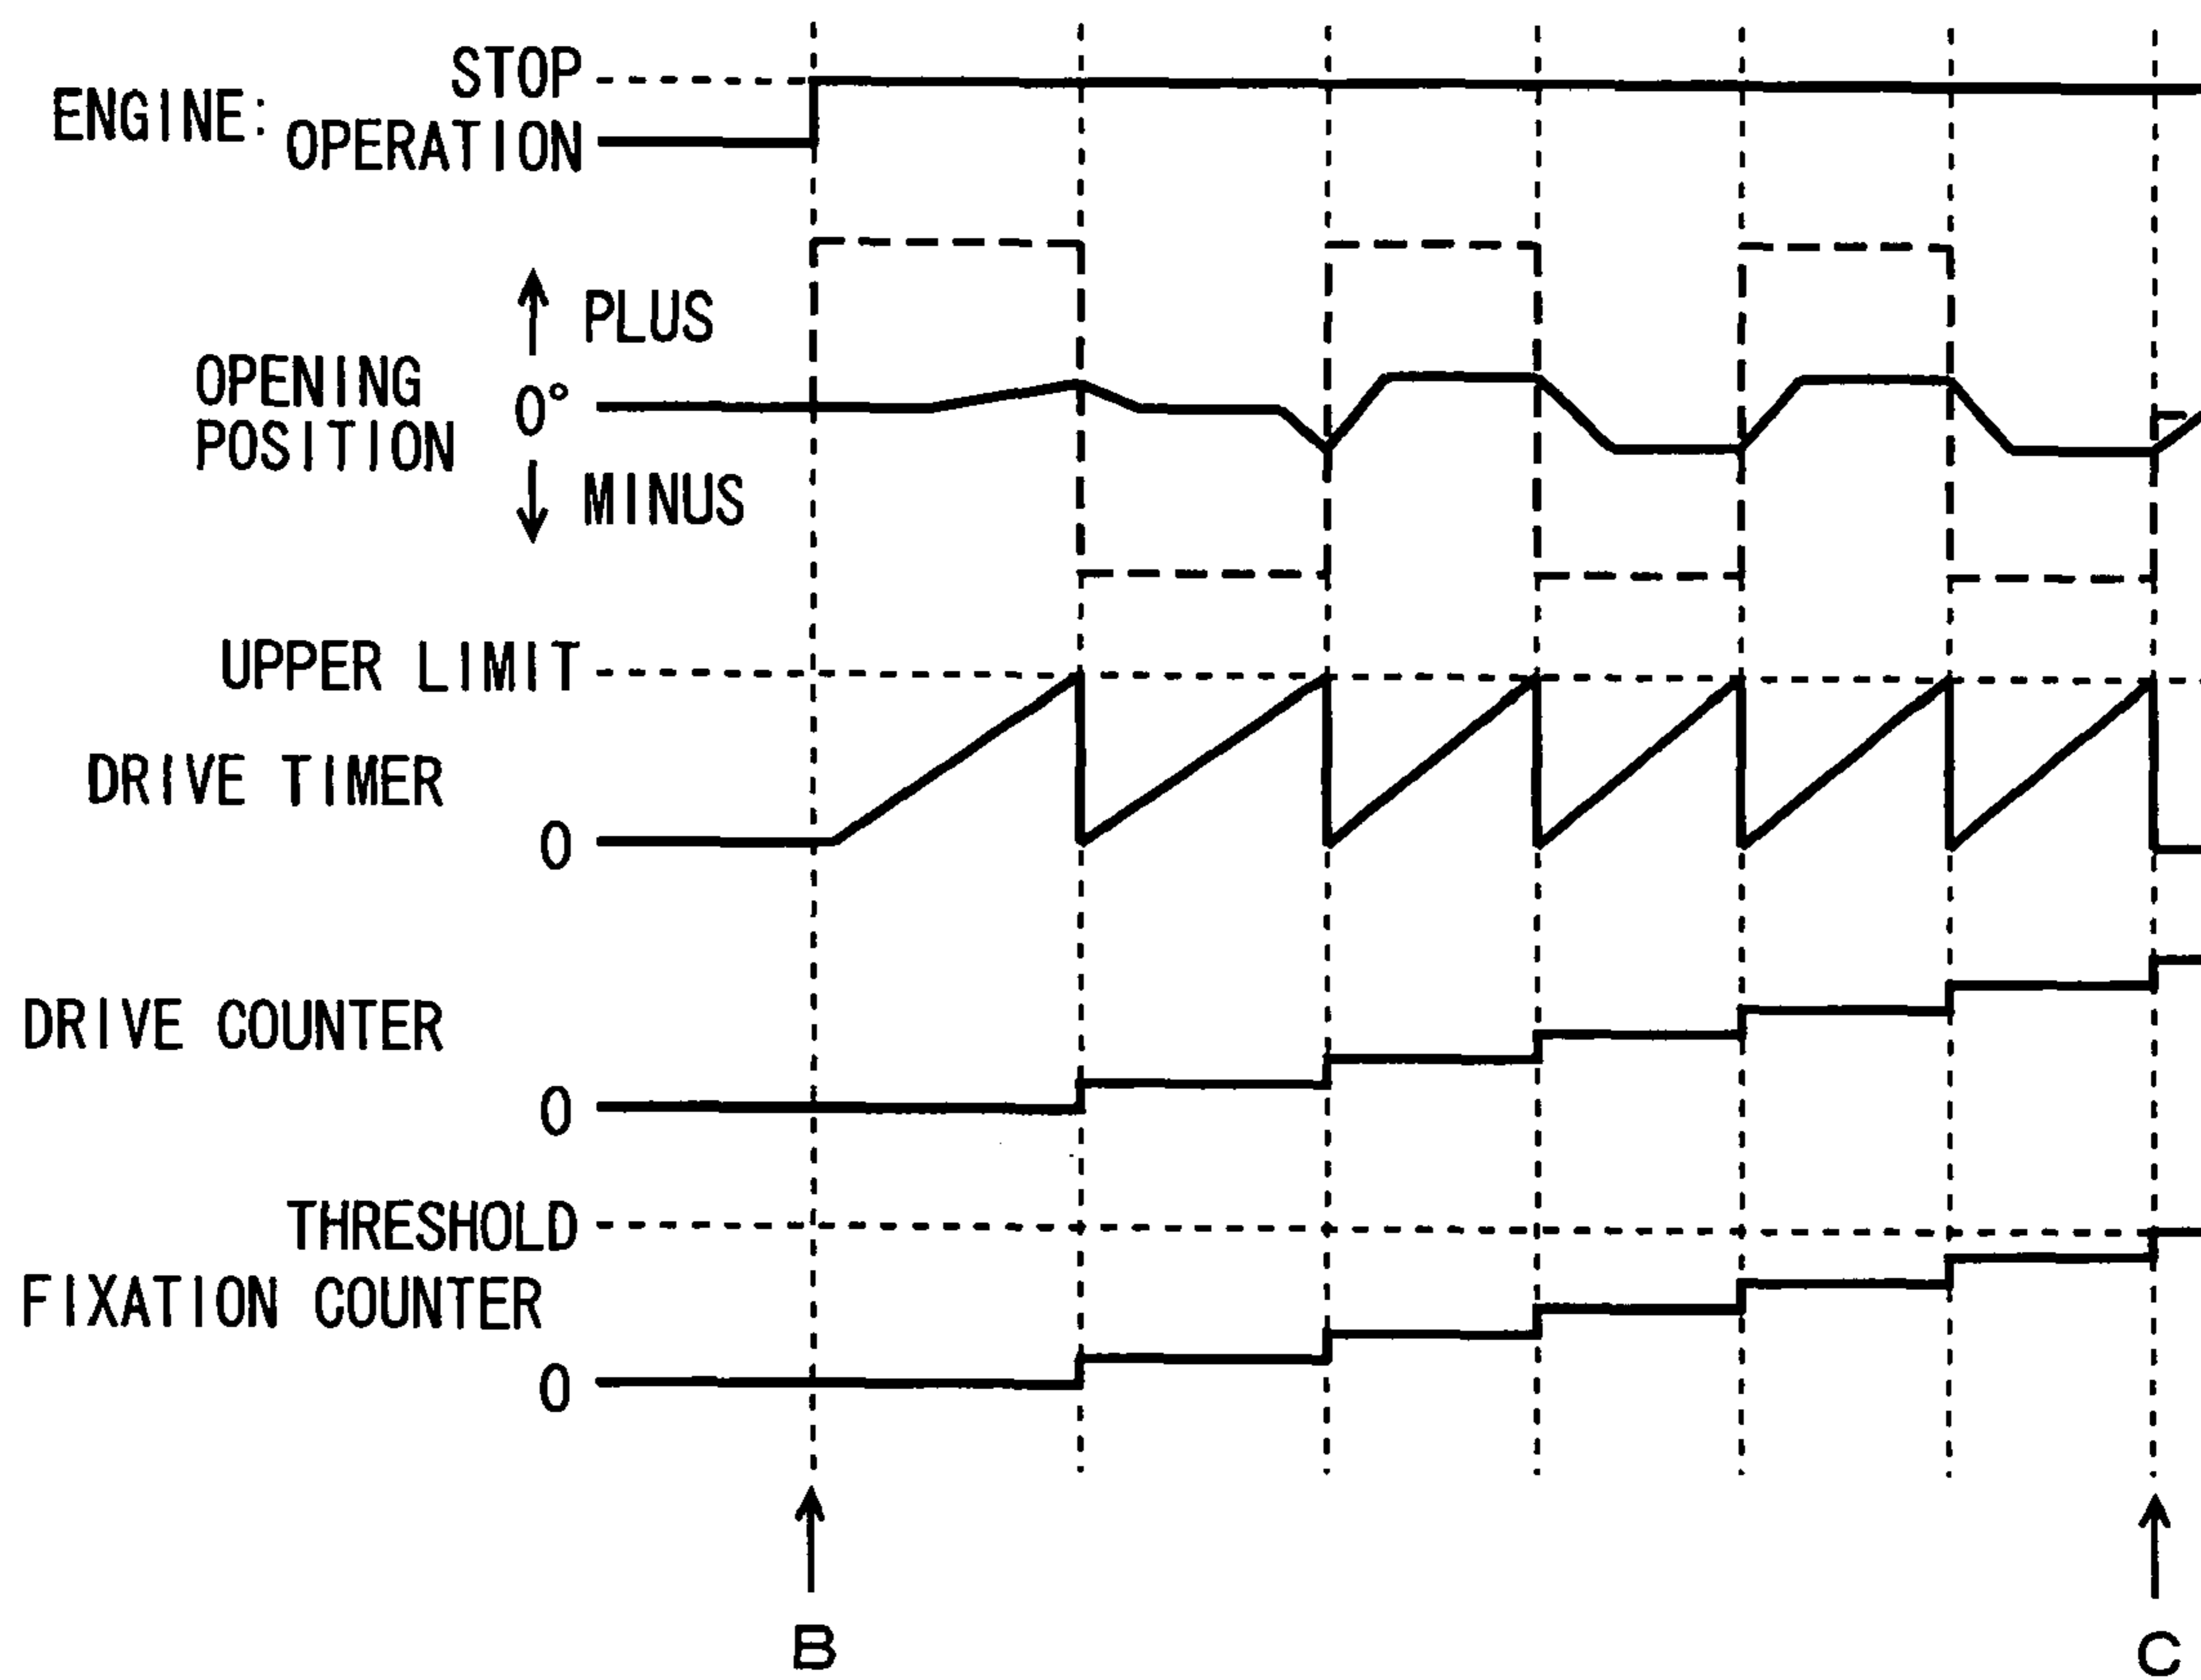 STOP
ENGINE:
OPERATION
PLUS
OPENING
POSITION
0°
MINUS
UPPER LIMIT
DRIVE TIMER
0
DRIVE COUNTER
0
THRESHOLD
FIXATION COUNTER
0
B
C